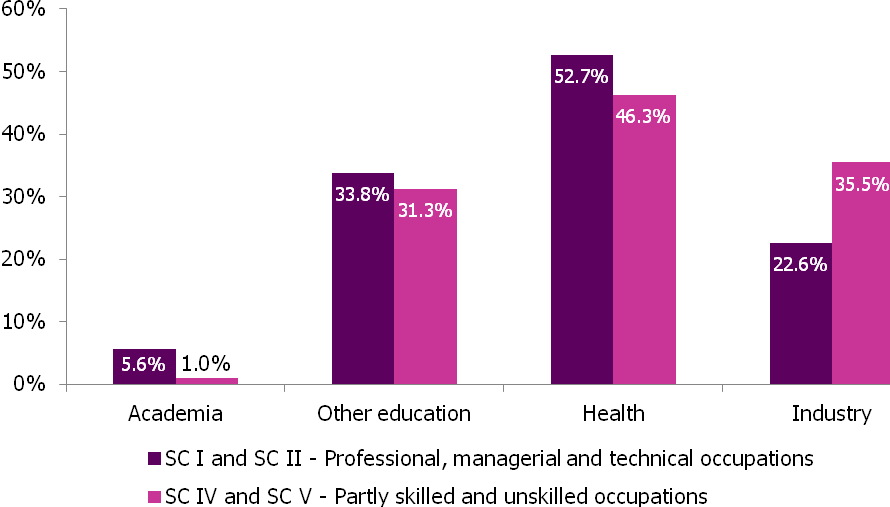 60%
50%
40%
30%
20%
10%
0%
5.6%
1.0%
33.8%
31.3%
52.7%
46.3%
22.6%
35.5%
Academia
Other education
Health
Industry
SC I and SC II - Professional, managerial and technical occupations
SC IV and SC V - Partly skilled and unskilled occupations